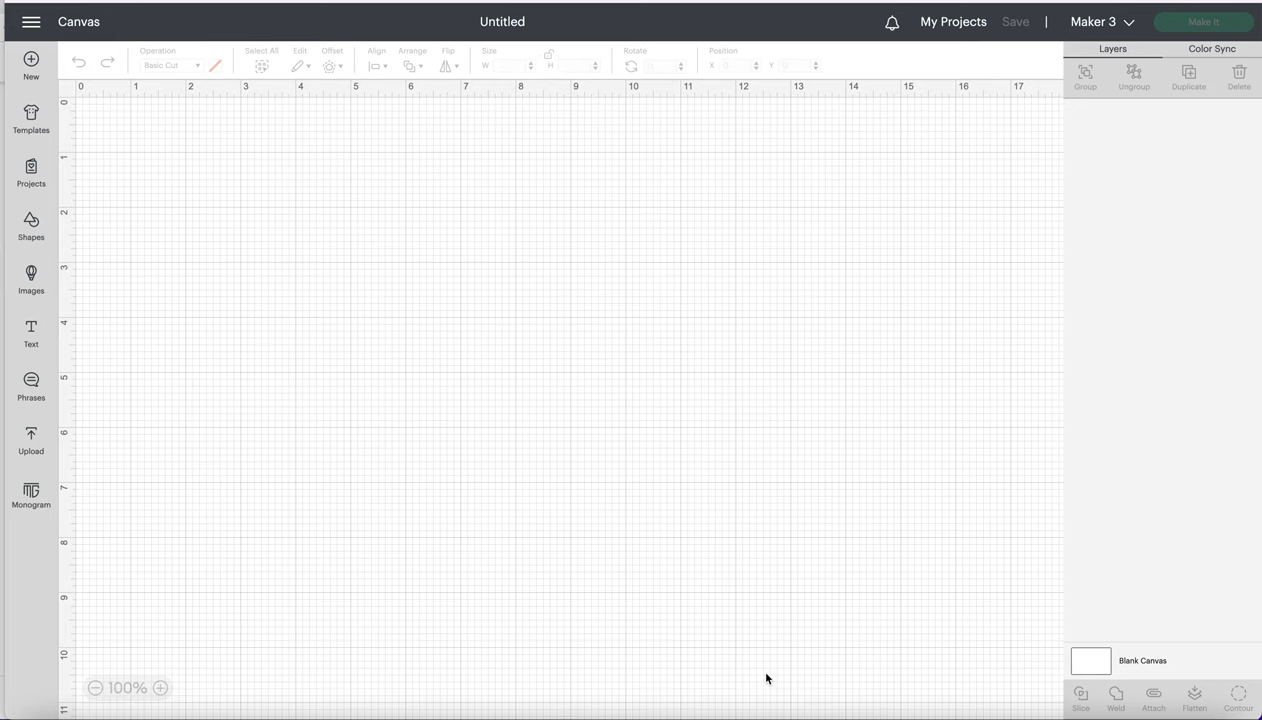 Canvas
Untitled
My Projects
Save
|
Maker 3
Make It
New
Templates
Projects
Shapes
Images
Text
Phrases
Upload
Monogram
Operation
Basic Cut
Select All
Edit
Offset
Align
Arrange
Flip
Size
W
H
Rotate
0
Position
X 0
Y 0
0 1 2 3 4 5 6 7 8 9 10 11 12 13 14 15 16 17
0
1
2
3
4
5
6
7
8
9
10
11
100%
Layers
Color Sync
Group
Ungroup
Duplicate
Delete
Blank Canvas
Slice
Weld
Attach
Flatten
Contour